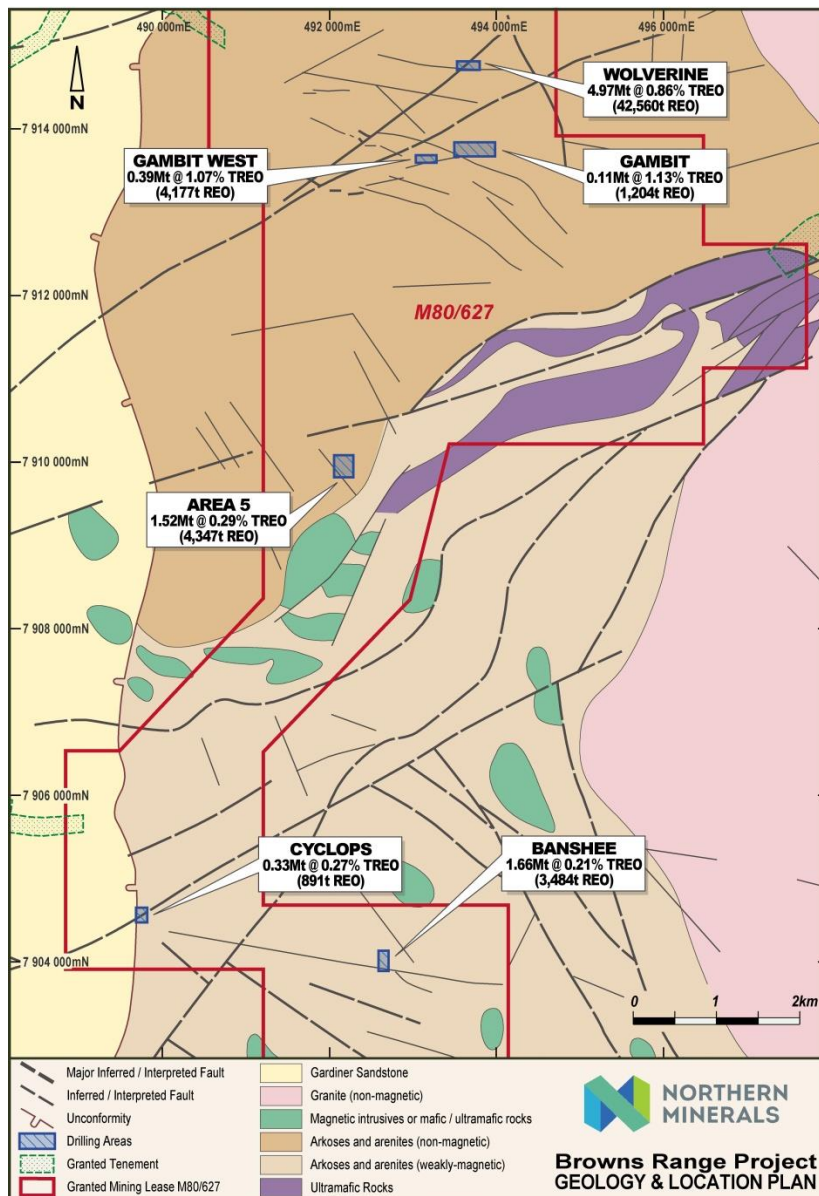 490 000mE
492 000mE
494 000mE
496 000mE
N
WOLVERINE
4.97Mt @ 0.86% TREO
(42,560t REO)
7 914 000mN
GAMBIT WEST
0.39Mt @ 1.07% TREO
(4,177t REO)
GAMBIT
0.11Mt @ 1.13% TREO
(1,204t REO)
7 912 000mN
M80/627
7 910 000mN
AREA 5
1.52Mt @ 0.29% TREO
(4,347t REO)
7 908 000mN
7 906 000mN
CYCLOPS
0.33Mt @ 0.27% TREO
(891t REO)
BANSHEE
1.66Mt @ 0.21% TREO
(3,484t REO)
7 904 000mN
0 1 2km
Major Inferred / Interpreted Fault
Inferred / Interpreted Fault
Unconformity
Drilling Areas
Granted Tenement
Granted Mining Lease M80/627
Gardiner Sandstone
Granite (non-magnetic)
Magnetic intrusives or mafic / ultramafic rocks
Arkoses and arenites (non-magnetic)
Arkoses and arenites (weakly-magnetic)
Ultramafic Rocks
NORTHERN
MINERALS
Browns Range Project
GEOLOGY & LOCATION PLAN